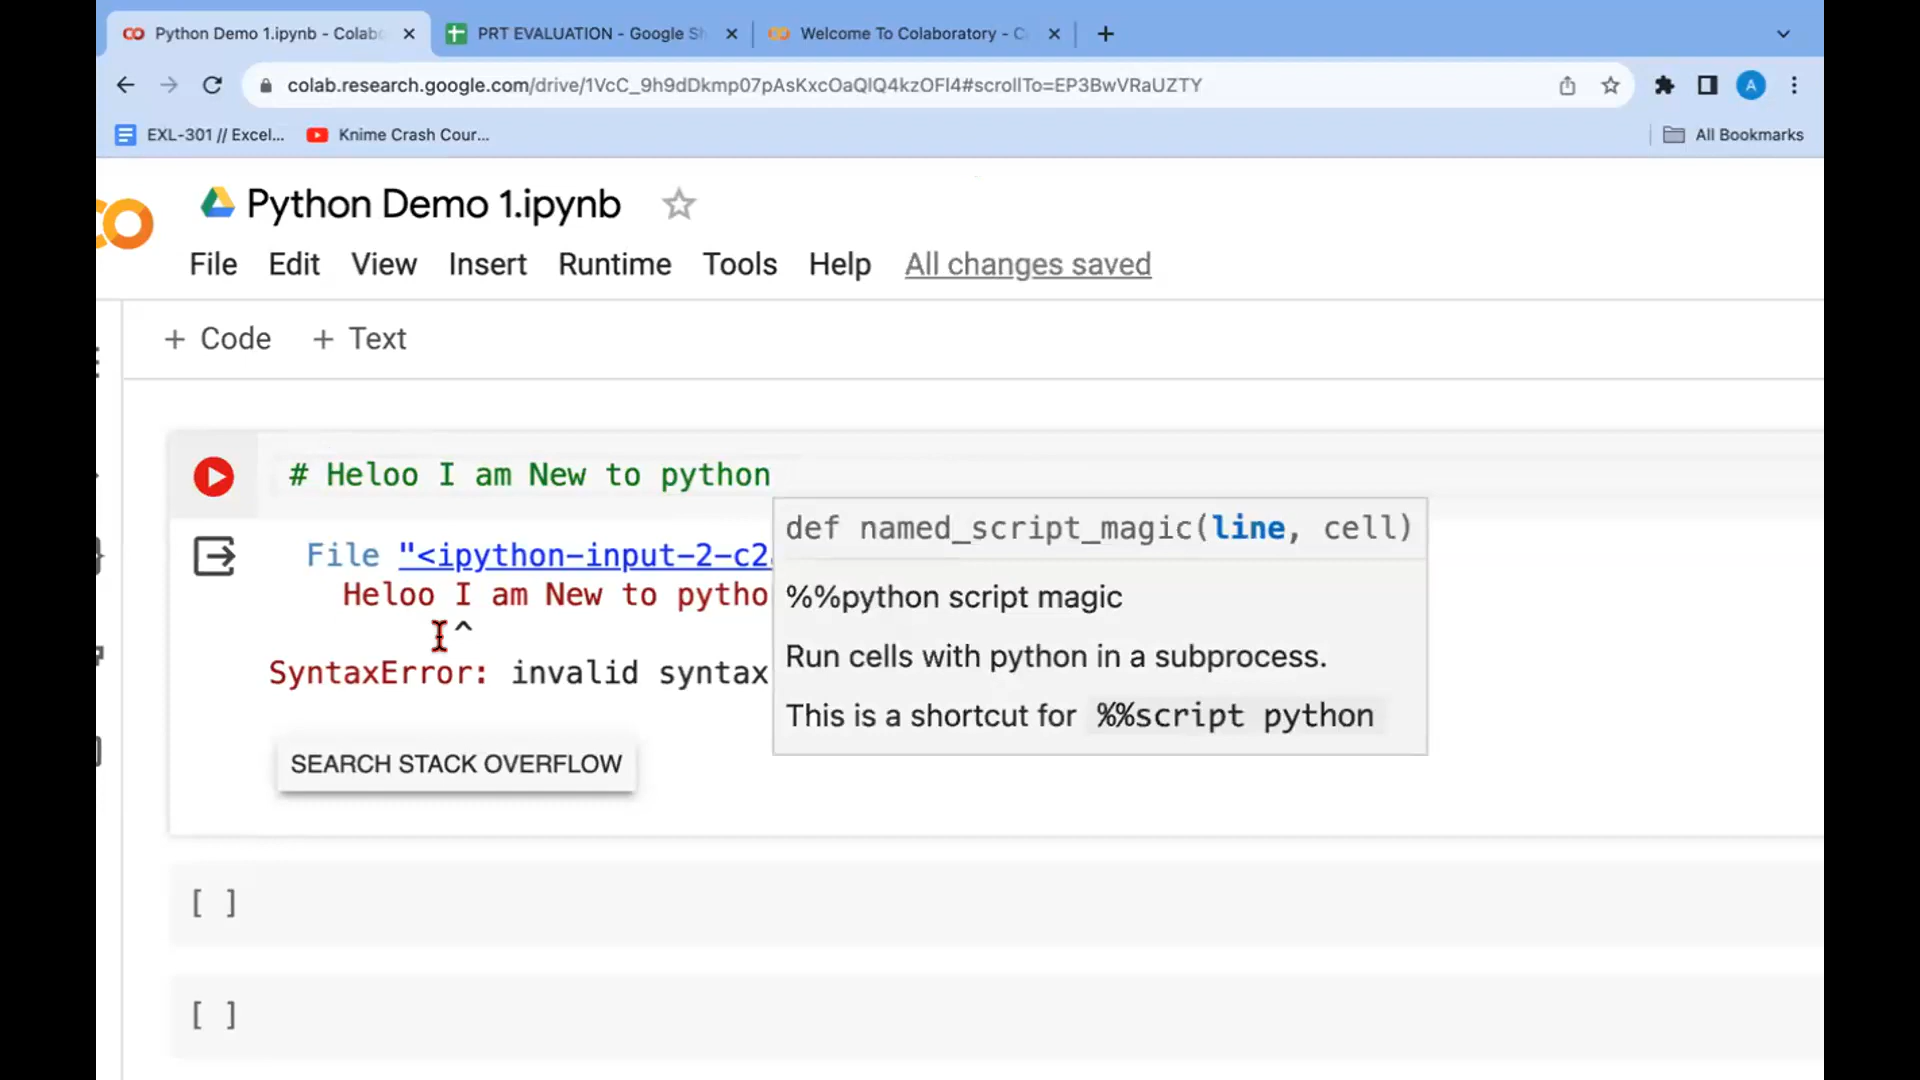 Python Demo 1.ipynb - Colab
PRT EVALUATION - Google Sh
Welcome To Colaboratory - C
colab.research.google.com/drive/1VcC_9h9dDkmp07pAsKxcOaQlQ4kzOFl4#scrollTo=EP3BwVRaUZTY
A
EXL-301 // Excel...
Knime Crash Cour...
All Bookmarks
Python Demo 1.ipynb
File Edit View Insert Runtime Tools Help All changes saved
+ Code + Text
# Heloo I am New to python
File "<ipython-input-2-c2
Heloo I am New to pytho
^
SyntaxError: invalid syntax
def named_script_magic(line, cell)
%%python script magic
Run cells with python in a subprocess.
This is a shortcut for %%script python
SEARCH STACK OVERFLOW
[ ]
[ ]